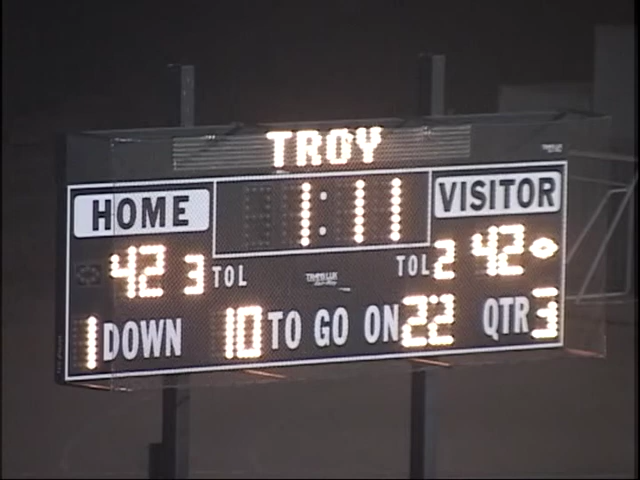 TROY
HOME 1:11 VISITOR
42 3 TOL TOL 2 42
1 DOWN 10 TO GO ON 22 QTR 3